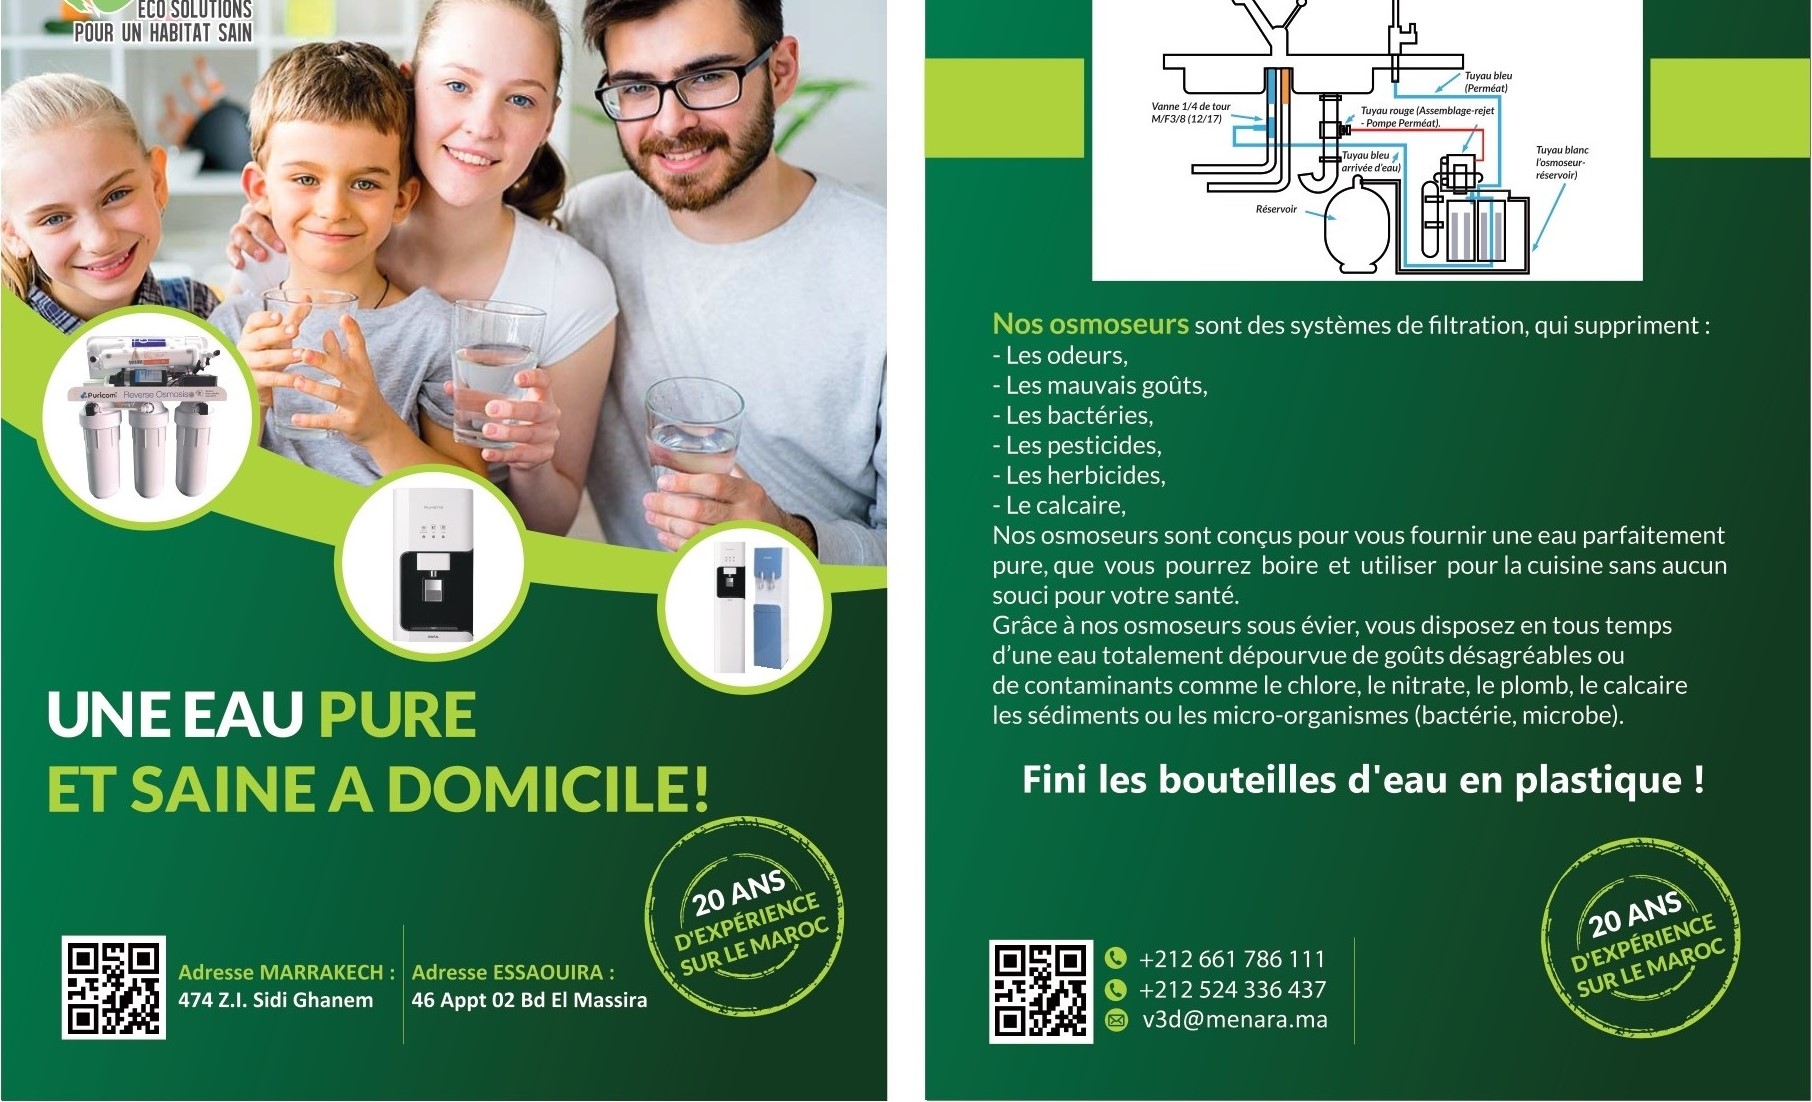 ECO SOLUTIONS
POUR UN HABITAT SAIN
Puricom Reverse Osmosis
UNE EAU PURE
ET SAINE A DOMICILE!
20 ANS
D'EXPÉRIENCE
SUR LE MAROC
Adresse MARRAKECH :
474 Z.I. Sidi Ghanem
Adresse ESSAOUIRA :
46 Appt 02 Bd El Massira
Tuyau bleu
(Perméat)
Vanne 1/4 de tour
M/F3/8 (12/17)
Tuyau rouge (Assemblage-rejet
- Pompe Perméat).
Tuyau bleu
arrivée d'eau)
Tuyau blanc
l'osmoseur-
réservoir)
Réservoir
Nos osmoseurs sont des systèmes de filtration, qui suppriment :
- Les odeurs,
- Les mauvais goûts,
- Les bactéries,
- Les pesticides,
- Les herbicides,
- Le calcaire,
Nos osmoseurs sont conçus pour vous fournir une eau parfaitement
pure, que vous pourrez boire et utiliser pour la cuisine sans aucun
souci pour votre santé.
Grâce à nos osmoseurs sous évier, vous disposez en tous temps
d’une eau totalement dépourvue de goûts désagréables ou
de contaminants comme le chlore, le nitrate, le plomb, le calcaire
les sédiments ou les micro-organismes (bactérie, microbe).
Fini les bouteilles d'eau en plastique !
+212 661 786 111
+212 524 336 437
v3d@menara.ma
20 ANS
D'EXPÉRIENCE
SUR LE MAROC